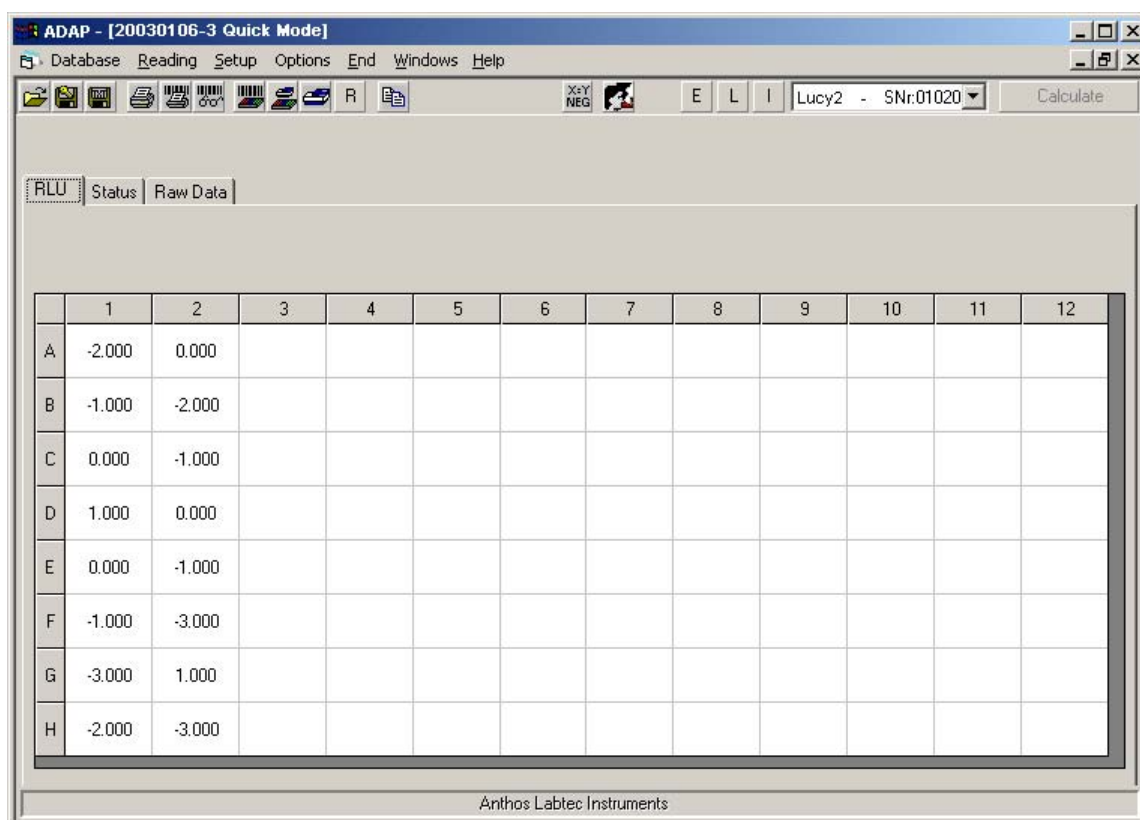 ADAP - [20030106-3 Quick Mode]
Database Reading Setup Options End Windows Help
R X=Y NEG E L I Lucy2 - SNr:01020 Calculate
RLU Status Raw Data
1 2 3 4 5 6 7 8 9 10 11 12
A -2.000 0.000
B -1.000 -2.000
C 0.000 -1.000
D 1.000 0.000
E 0.000 -1.000
F -1.000 -3.000
G -3.000 1.000
H -2.000 -3.000
Anthos Labtec Instruments